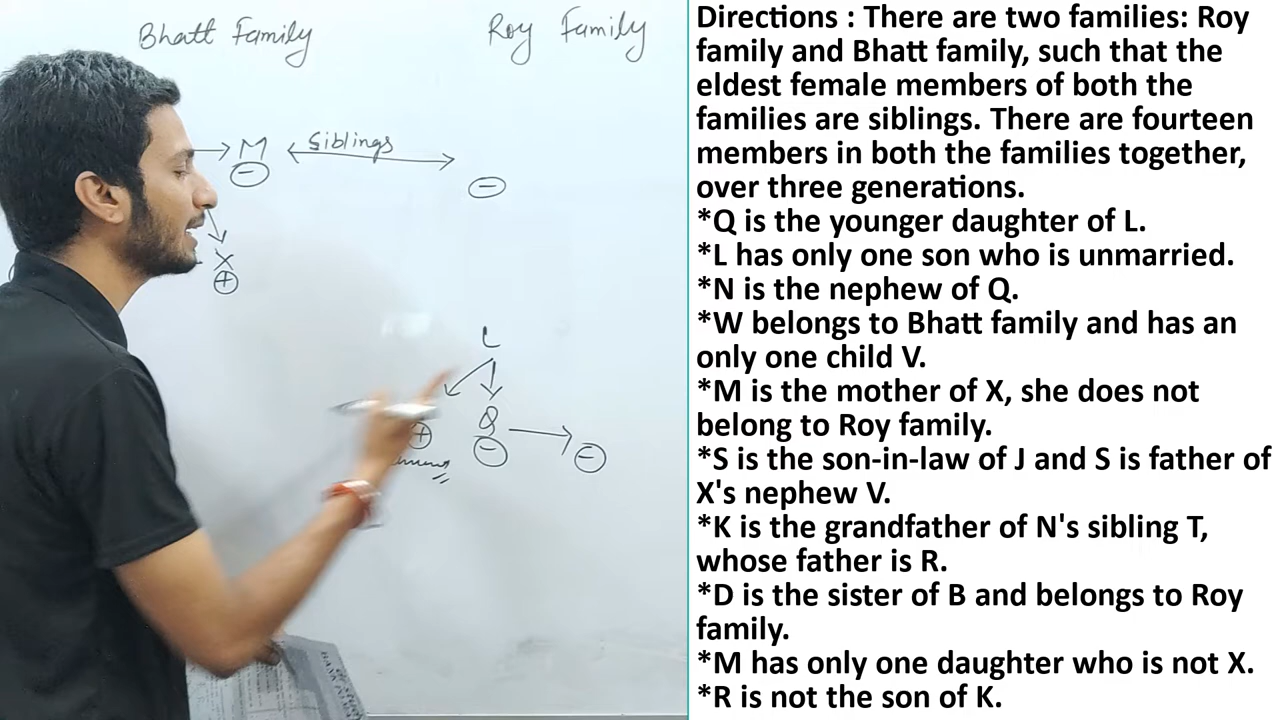 Bhatt Family
Roy Family
M
Siblings
-
-
X
+
L
Q
+
-
-
Directions : There are two families: Roy
family and Bhatt family, such that the
eldest female members of both the
families are siblings. There are fourteen
members in both the families together,
over three generations.
*Q is the younger daughter of L.
*L has only one son who is unmarried.
*N is the nephew of Q.
*W belongs to Bhatt family and has an
only one child V.
*M is the mother of X, she does not
belong to Roy family.
*S is the son-in-law of J and S is father of
X's nephew V.
*K is the grandfather of N's sibling T,
whose father is R.
*D is the sister of B and belongs to Roy
family.
*M has only one daughter who is not X.
*R is not the son of K.